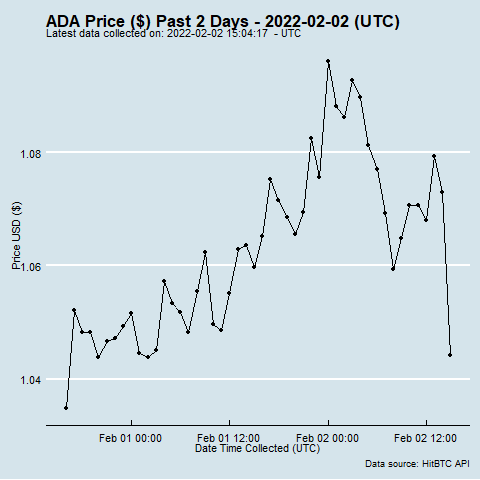 ADA Price ($) Past 2 Days - 2022-02-02 (UTC)
Latest data collected on: 2022-02-02 15:04:17 - UTC
1.08
1.06
1.04
Price USD ($)
Feb 01 00:00 Feb 01 12:00 Feb 02 00:00 Feb 02 12:00
Date Time Collected (UTC)
Data source: HitBTC API